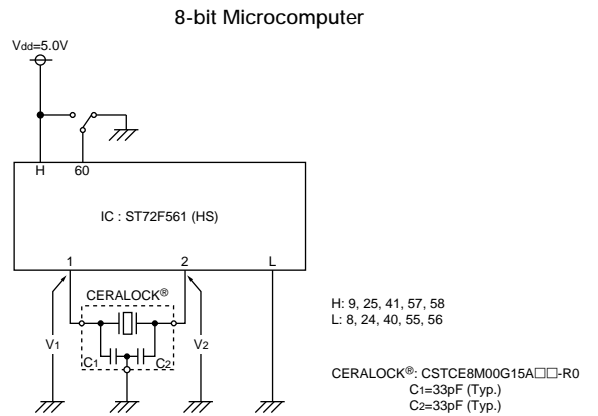 8-bit Microcomputer
Vdd=5.0V
H 60
IC : ST72F561 (HS)
1 2 L
CERALOCK®
V1 C1 C2 V2
H: 9, 25, 41, 57, 58
L: 8, 24, 40, 55, 56
CERALOCK®: CSTCE8M00G15A□□-R0
C1=33pF (Typ.)
C2=33pF (Typ.)